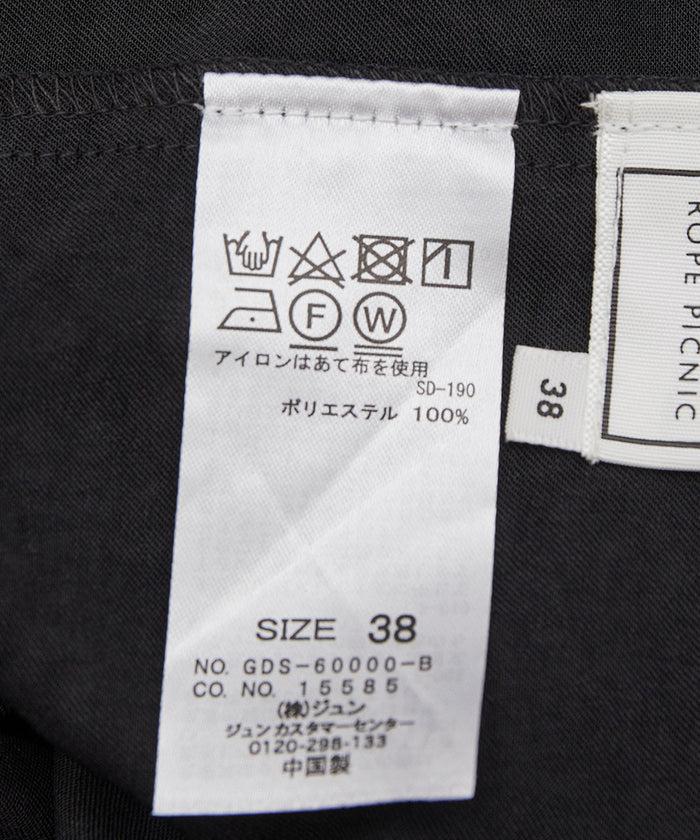 F W
アイロンはあて布を使用
SD-190
ポリエステル 100%
SIZE 38
NO. GDS-60000-B
CO. NO. 15585
(株)ジュン
ジュン カスタマーセンター
0120-298-133
中国製
38
ROPE PICNIC